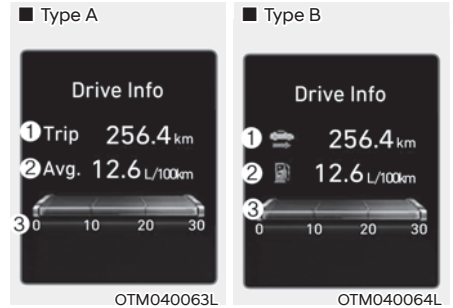 ■ Type A
Drive Info
① Trip 256.4 km
② Avg. 12.6 L/100km
③
0 10 20 30
OTM040063L
■ Type B
Drive Info
① 256.4 km
② 12.6 L/100km
③
0 10 20 30
OTM040064L